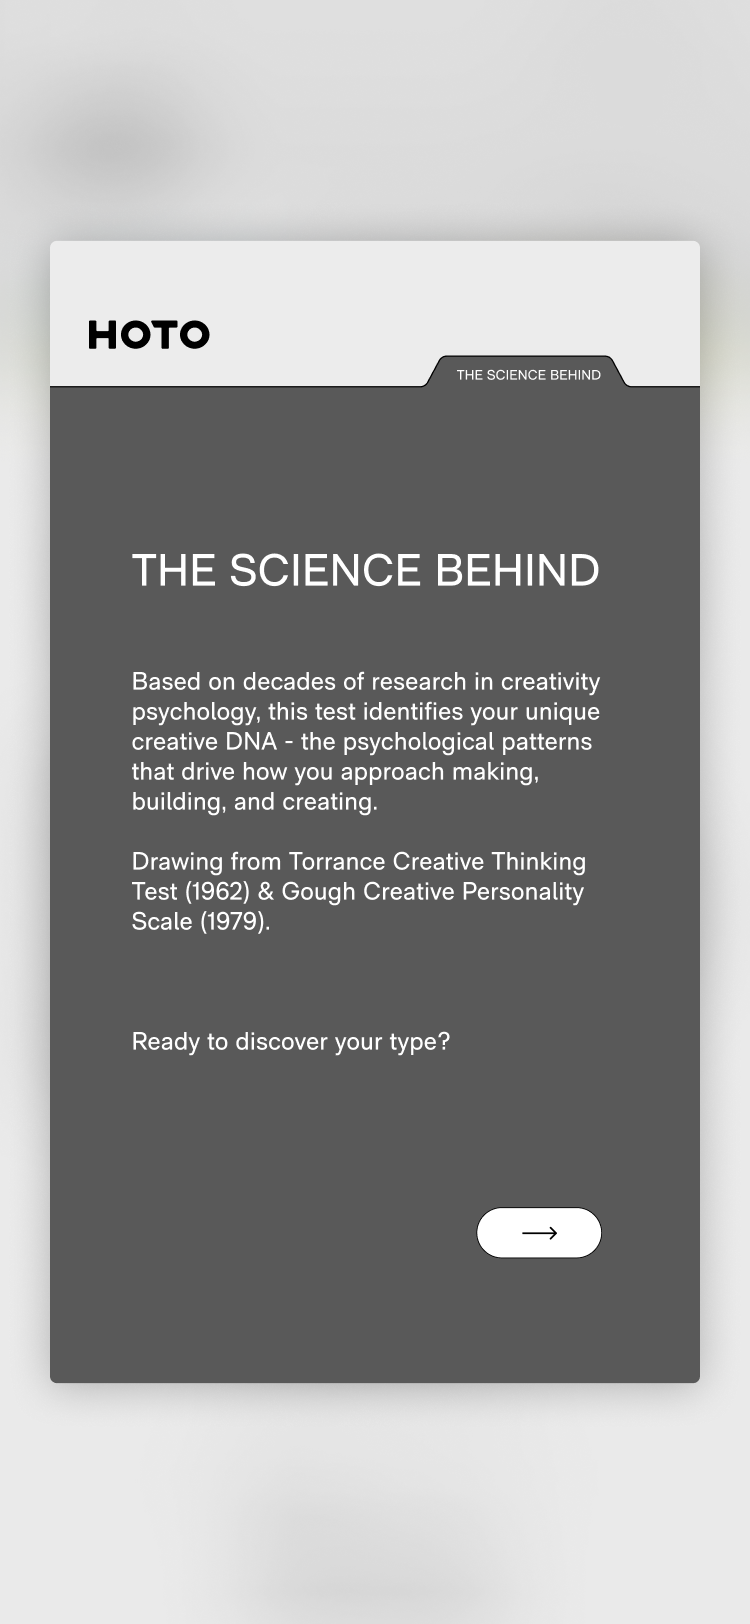 HOTO
THE SCIENCE BEHIND
THE SCIENCE BEHIND
Based on decades of research in creativity
psychology, this test identifies your unique
creative DNA - the psychological patterns
that drive how you approach making,
building, and creating.
Drawing from Torrance Creative Thinking
Test (1962) & Gough Creative Personality
Scale (1979).
Ready to discover your type?